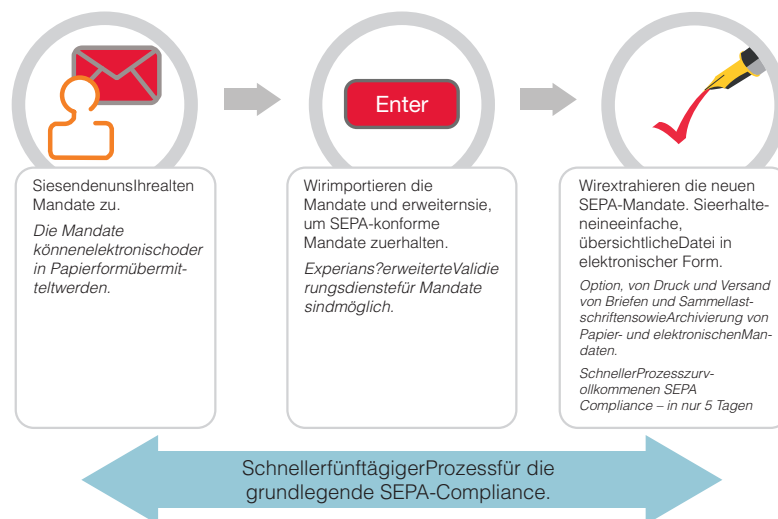 Enter
SiesendenunsIhrealten
Mandate zu.
Die Mandate
könnenelektronischoder
in Papierformübermit-
teltwerden.
Wirimportieren die
Mandate und erweiternsie,
um SEPA-konforme
Mandate zuerhalten.
Experians?erweiterteValidie
rungsdienstefür Mandate
sindmöglich.
Wirextrahieren die neuen
SEPA-Mandate. Sieerhalte-
neineeinfache,
übersichtlicheDatei in
elektronischer Form.
Option, von Druck und Versand
von Briefen und Sammellast-
schriftensowieArchivierung von
Papier- und elektronischenMan-
daten.
SchnellerProzesszurv-
ollkommenen SEPA
Compliance – in nur 5 Tagen
SchnellerfünftägigerProzessfür die
grundlegende SEPA-Compliance.